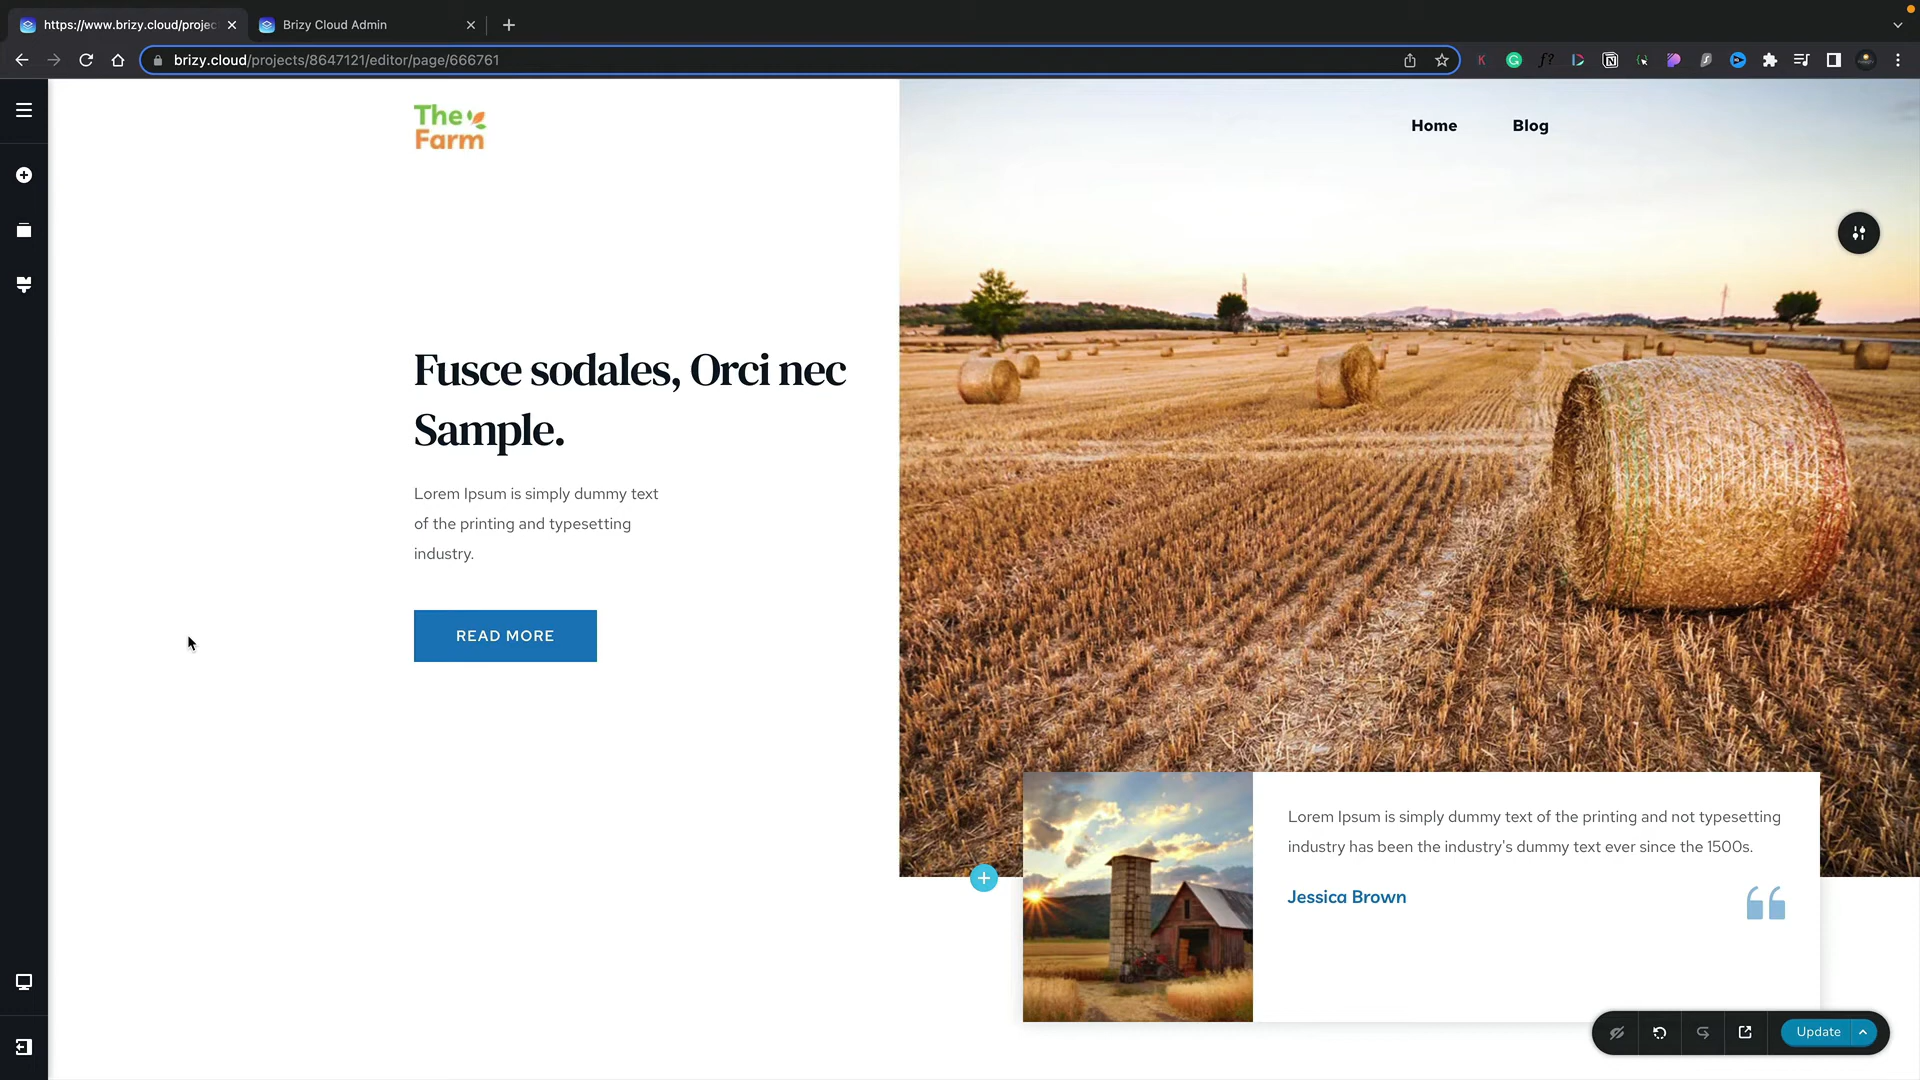 https://www.brizy.cloud/projec
Brizy Cloud Admin
brizy.cloud/projects/8647121/editor/page/666761
The
Farm
Home
Blog
Fusce sodales, Orci nec
Sample.
Lorem Ipsum is simply dummy text
of the printing and typesetting
industry.
READ MORE
Lorem Ipsum is simply dummy text of the printing and not typesetting
industry has been the industry's dummy text ever since the 1500s.
Jessica Brown
Update